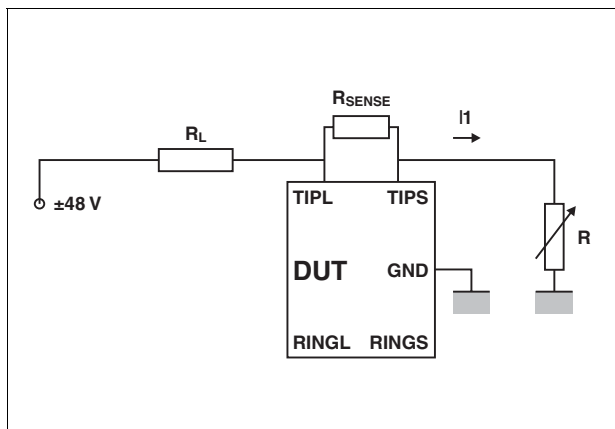 RSENSE
I1
RL
±48 V
TIPL TIPS
DUT GND
R
RINGL RINGS